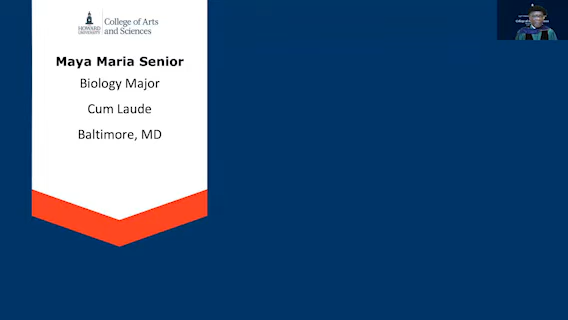 HOWARD
UNIVERSITY
College of Arts
and Sciences
Maya Maria Senior
Biology Major
Cum Laude
Baltimore, MD